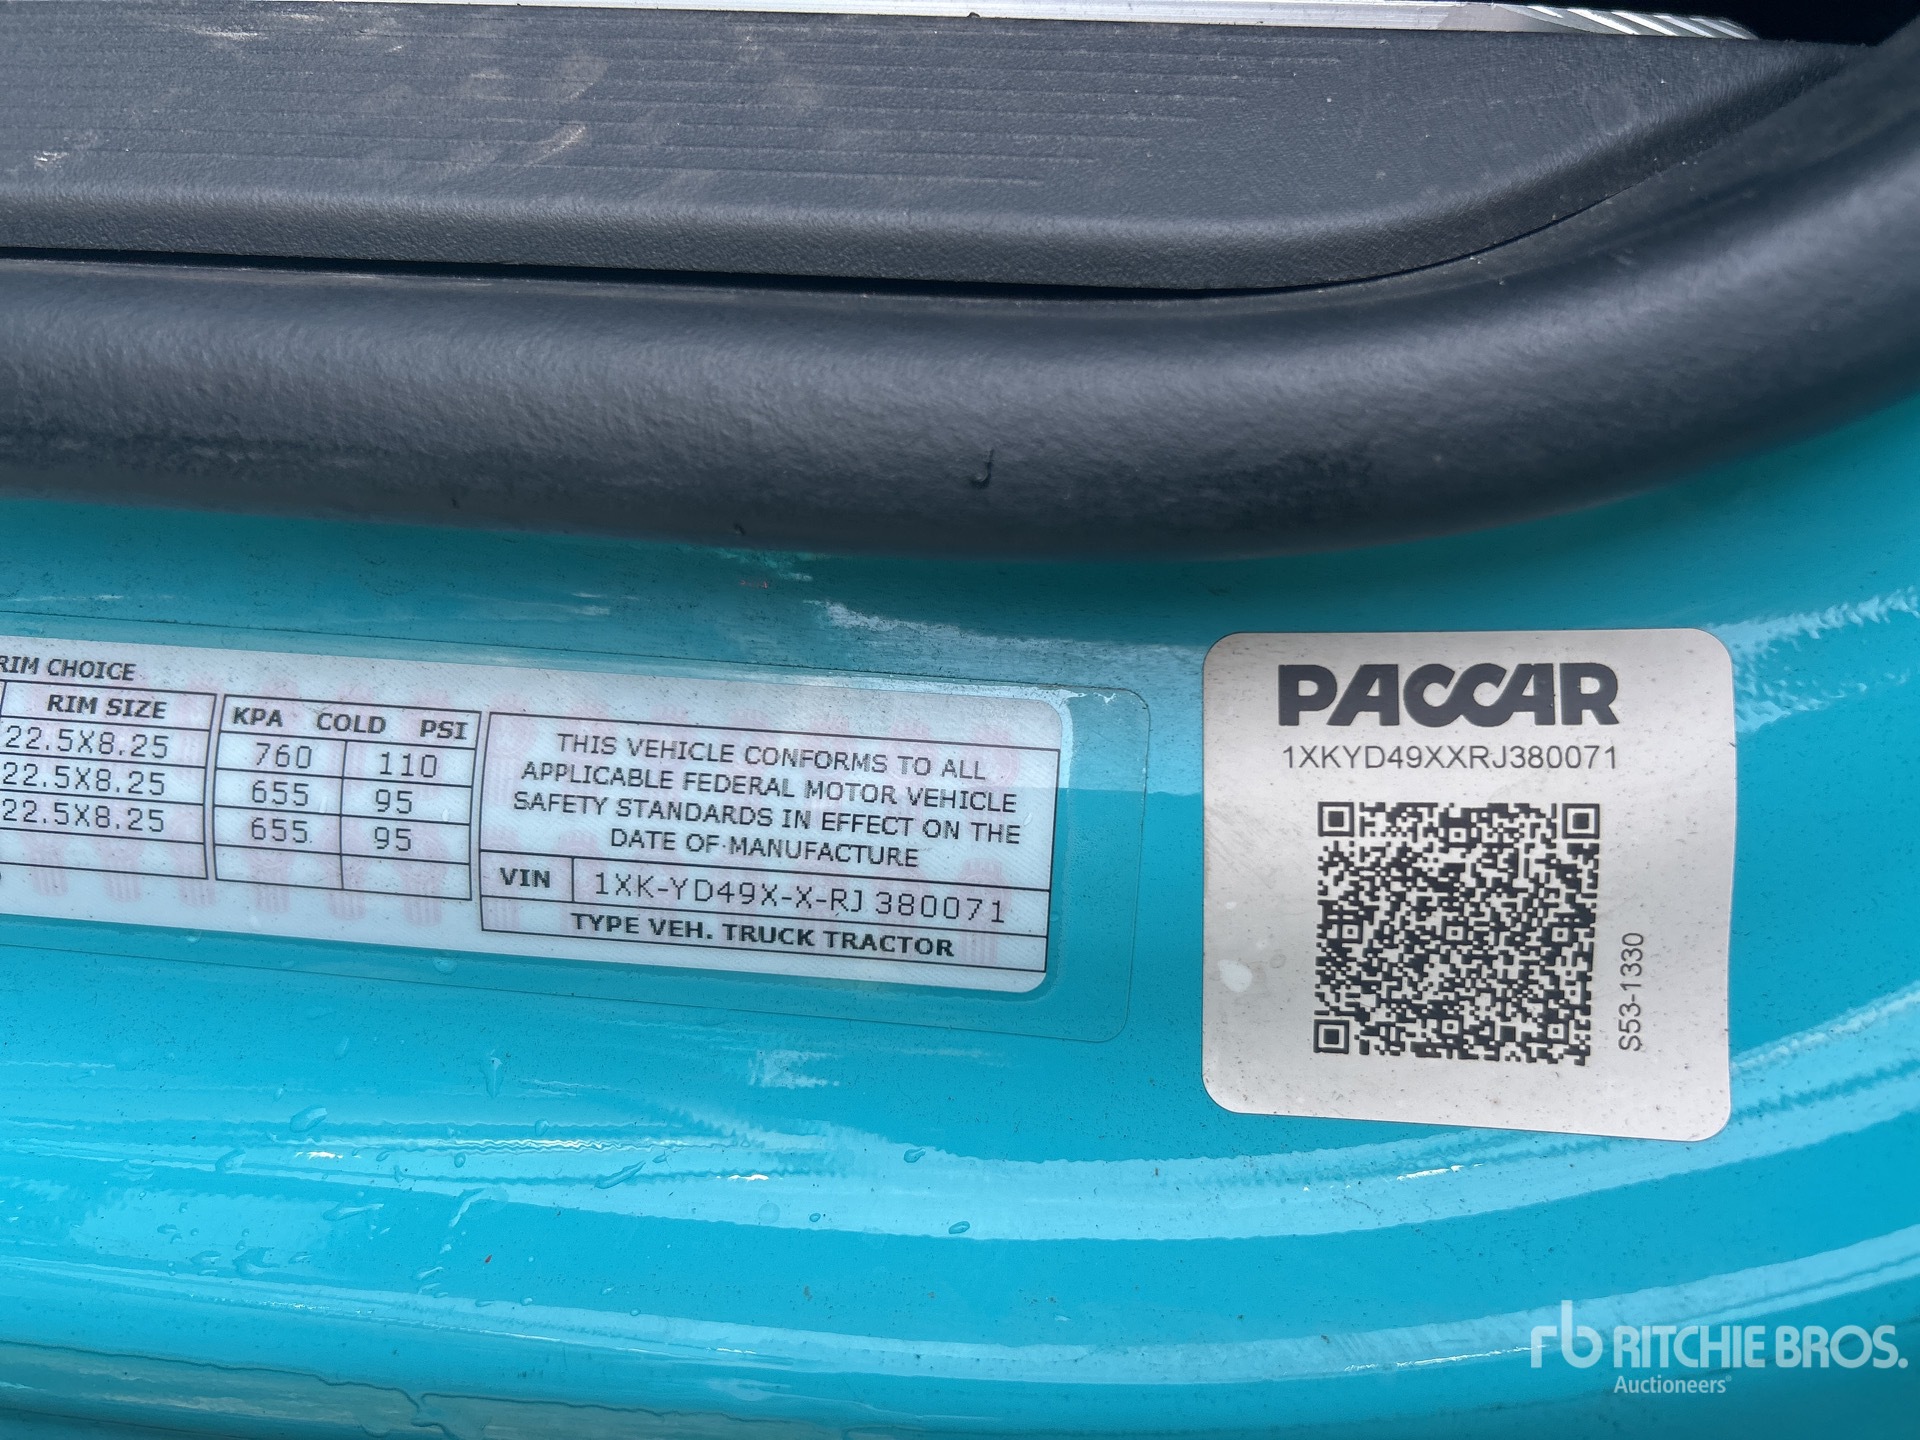 RIM CHOICE
RIM SIZE
22.5X8.25
22.5X8.25
22.5X8.25
KPA COLD PSI
760 110
655 95
655 95
THIS VEHICLE CONFORMS TO ALL
APPLICABLE FEDERAL MOTOR VEHICLE
SAFETY STANDARDS IN EFFECT ON THE
DATE OF MANUFACTURE
VIN 1XK-YD49X-X-RJ 380071
TYPE VEH. TRUCK TRACTOR
PACCAR
1XKYD49XXRJ380071
S53-1330
rb RITCHIE BROS.
Auctioneers